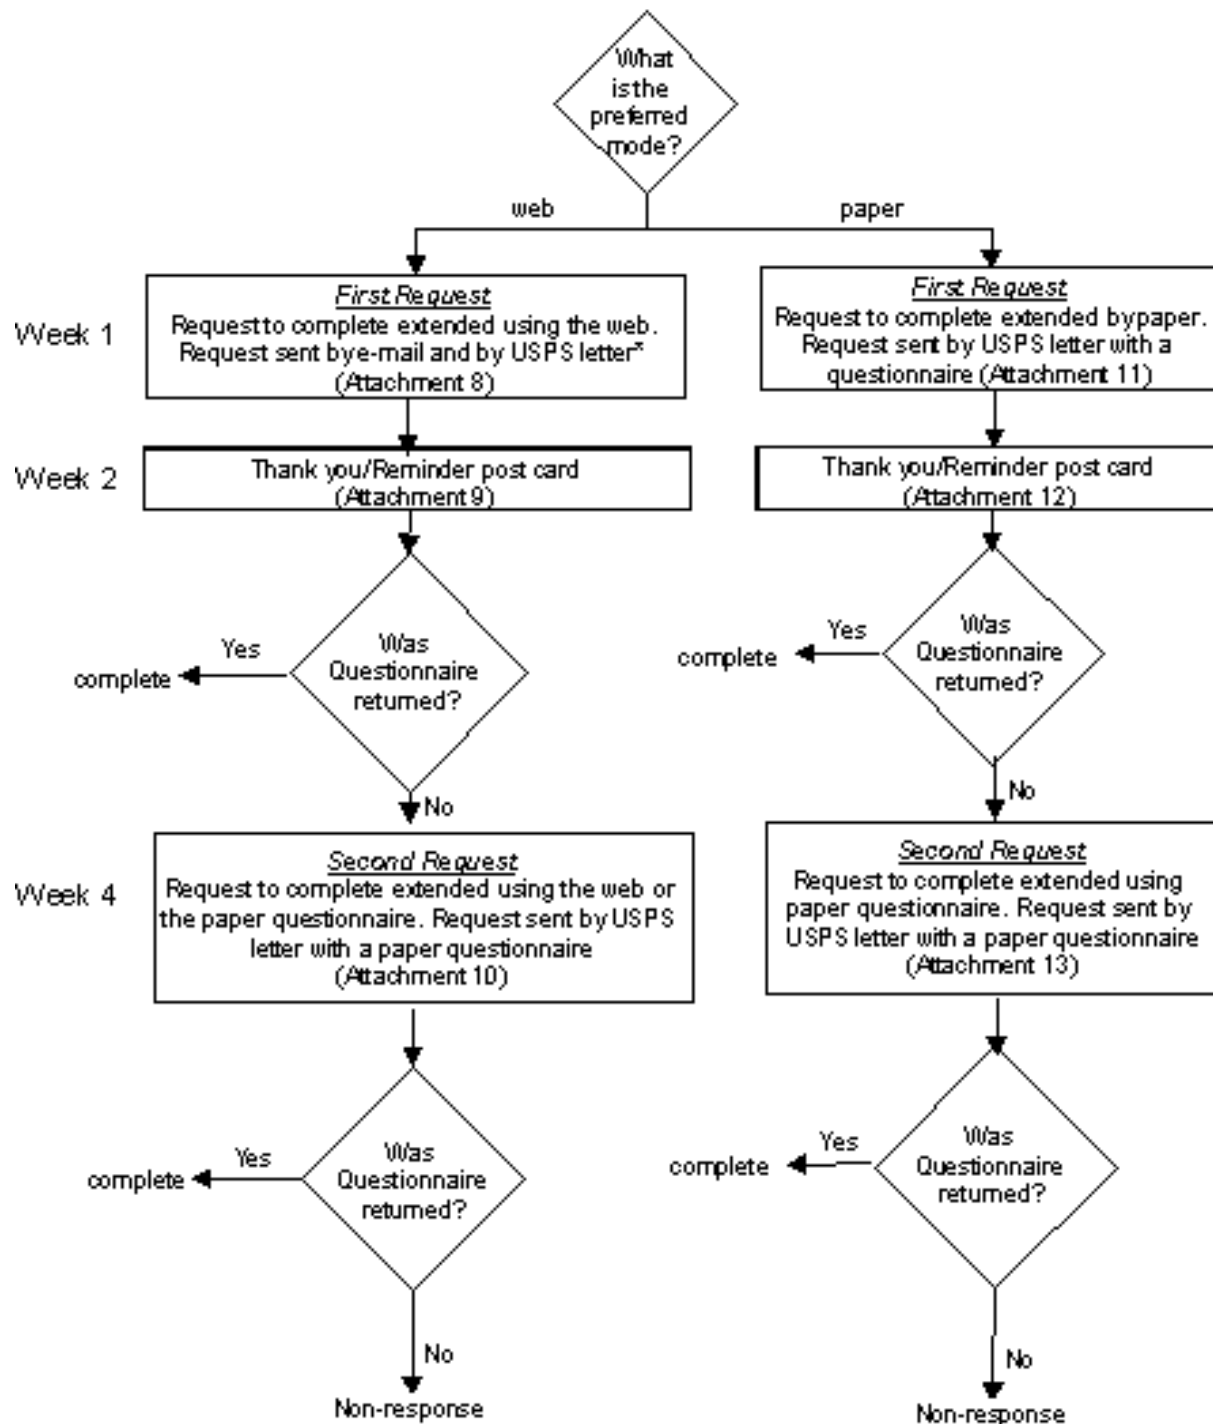 What
is the
preferred
mode?
web
paper
Week 1
First Request
Request to complete extended using the web.
Request sent bye-mail and by USPS letter*
(Attachment 8)
First Request
Request to complete extended bypaper.
Request sent by USPS letter with a
questionnaire (Attachment 11)
Week 2
Thank you/Reminder post card
(Attachment 9)
Thank you/Reminder post card
(Attachment 12)
Yes
Was
Questionnaire
returned?
complete
Yes
Was
Questionnaire
returned?
complete
No
No
Week 4
Second Request
Request to complete extended using the web or
the paper questionnaire. Request sent by USPS
letter with a paper questionnaire
(Attachment 10)
Second Request
Request to complete extended using
paper questionnaire. Request sent by
USPS letter with a paper questionnaire
(Attachment 13)
Yes
Was
Questionnaire
returned?
complete
Yes
Was
Questionnaire
returned?
complete
No
No
Non-response
Non-response